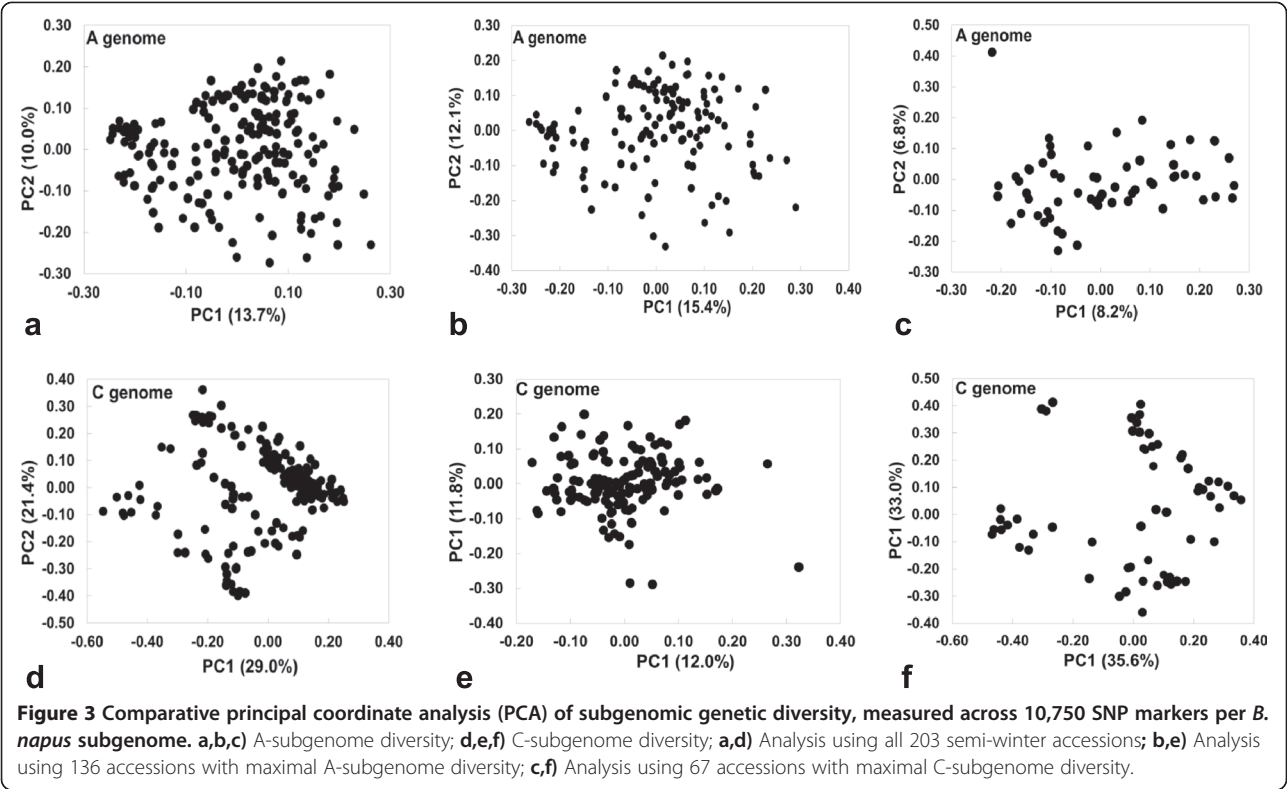 A genome
0.30
0.20
0.10
0.00
-0.10
-0.20
-0.30
PC2 (10.0%)
-0.30 -0.10 0.10 0.30
PC1 (13.7%)
a
A genome
0.30
0.20
0.10
0.00
-0.10
-0.20
-0.30
-0.40
PC2 (12.1%)
-0.30 -0.20 -0.10 0.00 0.10 0.20 0.30 0.40
PC1 (15.4%)
b
A genome
0.50
0.40
0.30
0.20
0.10
0.00
-0.10
-0.20
-0.30
PC2 (6.8%)
-0.30 -0.20 -0.10 0.00 0.10 0.20 0.30
PC1 (8.2%)
c
C genome
0.40
0.30
0.20
0.10
0.00
-0.10
-0.20
-0.30
-0.40
-0.50
PC2 (21.4%)
-0.60 -0.40 -0.20 0.00 0.20 0.40
PC1 (29.0%)
d
C genome
0.30
0.20
0.10
0.00
-0.10
-0.20
-0.30
-0.40
PC1 (11.8%)
-0.20 -0.10 0.00 0.10 0.20 0.30 0.40
PC1 (12.0%)
e
C genome
0.50
0.40
0.30
0.20
0.10
0.00
-0.10
-0.20
-0.30
-0.40
PC1 (33.0%)
-0.60 -0.40 -0.20 0.00 0.20 0.40
PC1 (35.6%)
f
Figure 3 Comparative principal coordinate analysis (PCA) of subgenomic genetic diversity, measured across 10,750 SNP markers per B.
napus subgenome. a,b,c) A-subgenome diversity; d,e,f) C-subgenome diversity; a,d) Analysis using all 203 semi-winter accessions; b,e) Analysis
using 136 accessions with maximal A-subgenome diversity; c,f) Analysis using 67 accessions with maximal C-subgenome diversity.